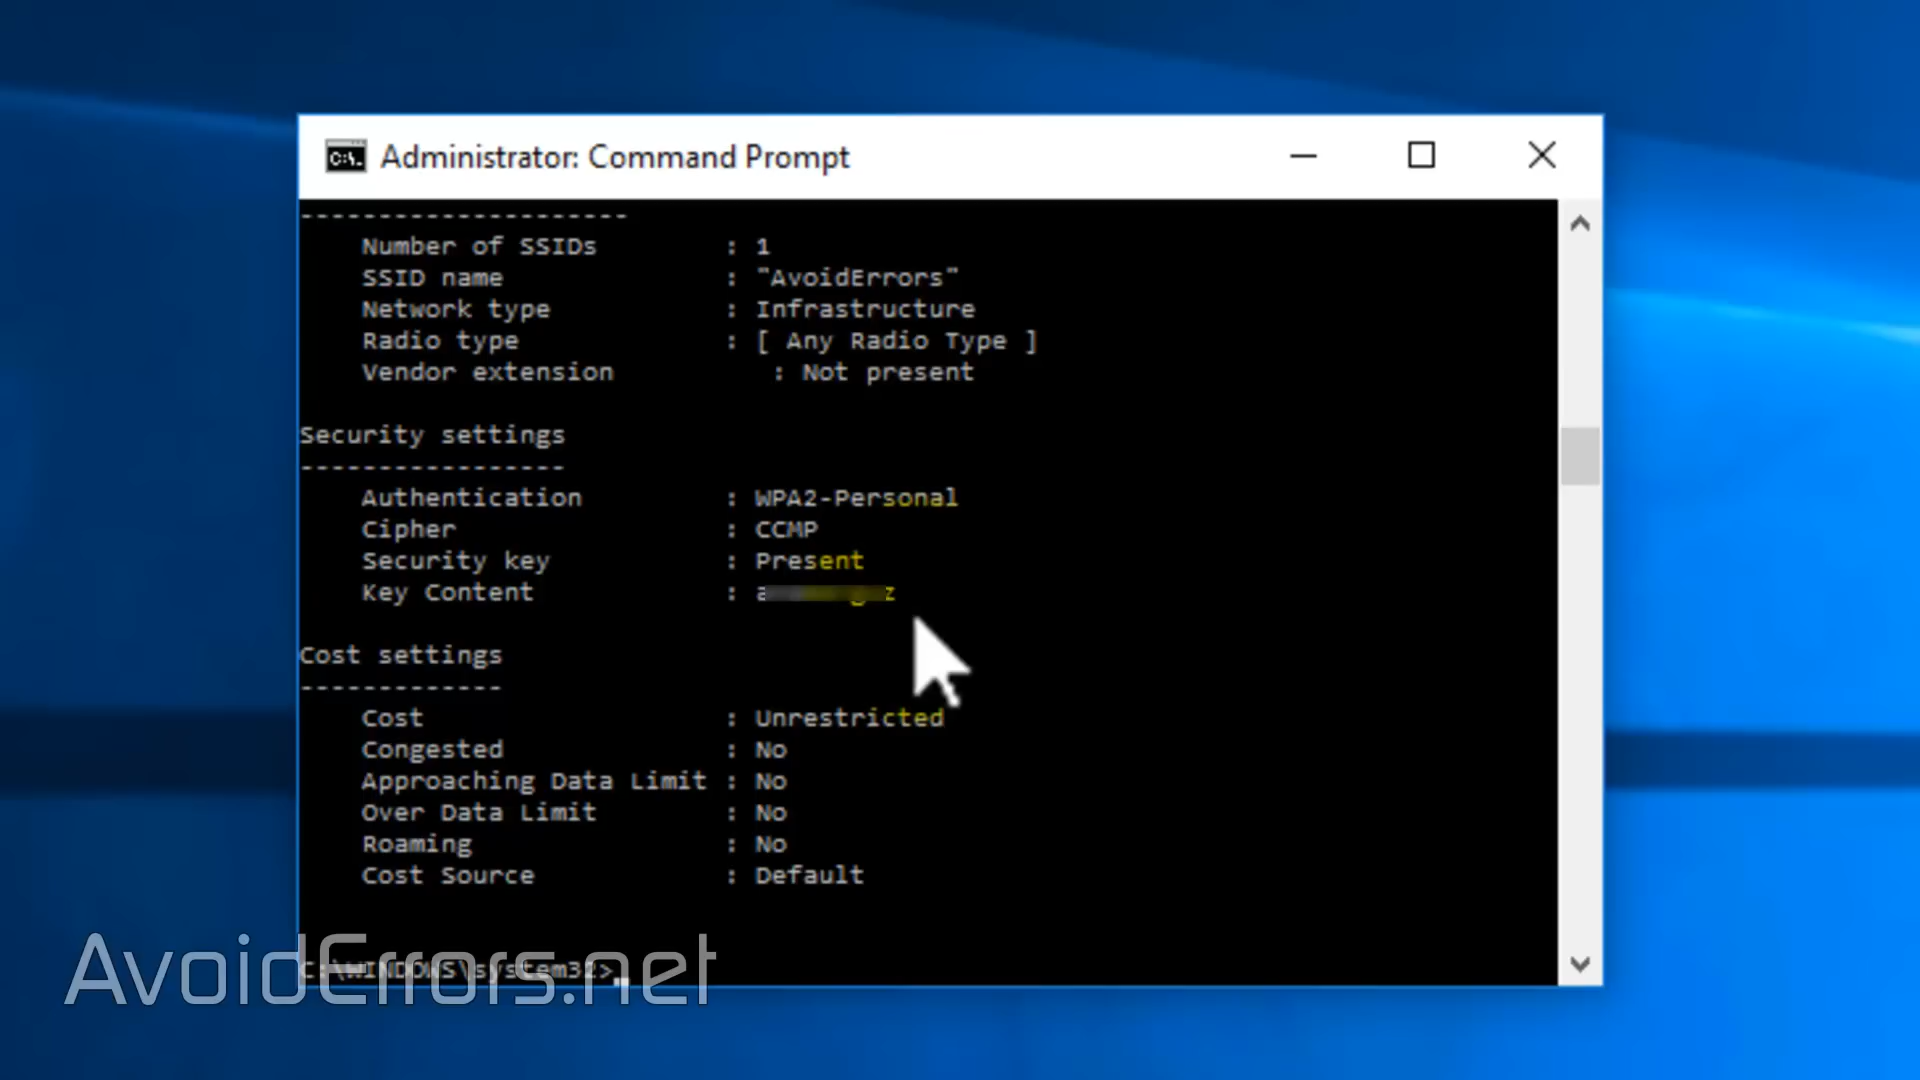 Administrator: Command Prompt
---------------------
Number of SSIDs : 1
SSID name : "AvoidErrors"
Network type : Infrastructure
Radio type : [ Any Radio Type ]
Vendor extension : Not present
Security settings
-----------------
Authentication : WPA2-Personal
Cipher : CCMP
Security key : Present
Key Content :
Cost settings
-------------
Cost : Unrestricted
Congested : No
Approaching Data Limit : No
Over Data Limit : No
Roaming : No
Cost Source : Default
C:\WINDOWS\system32>
AvoidErrors.net